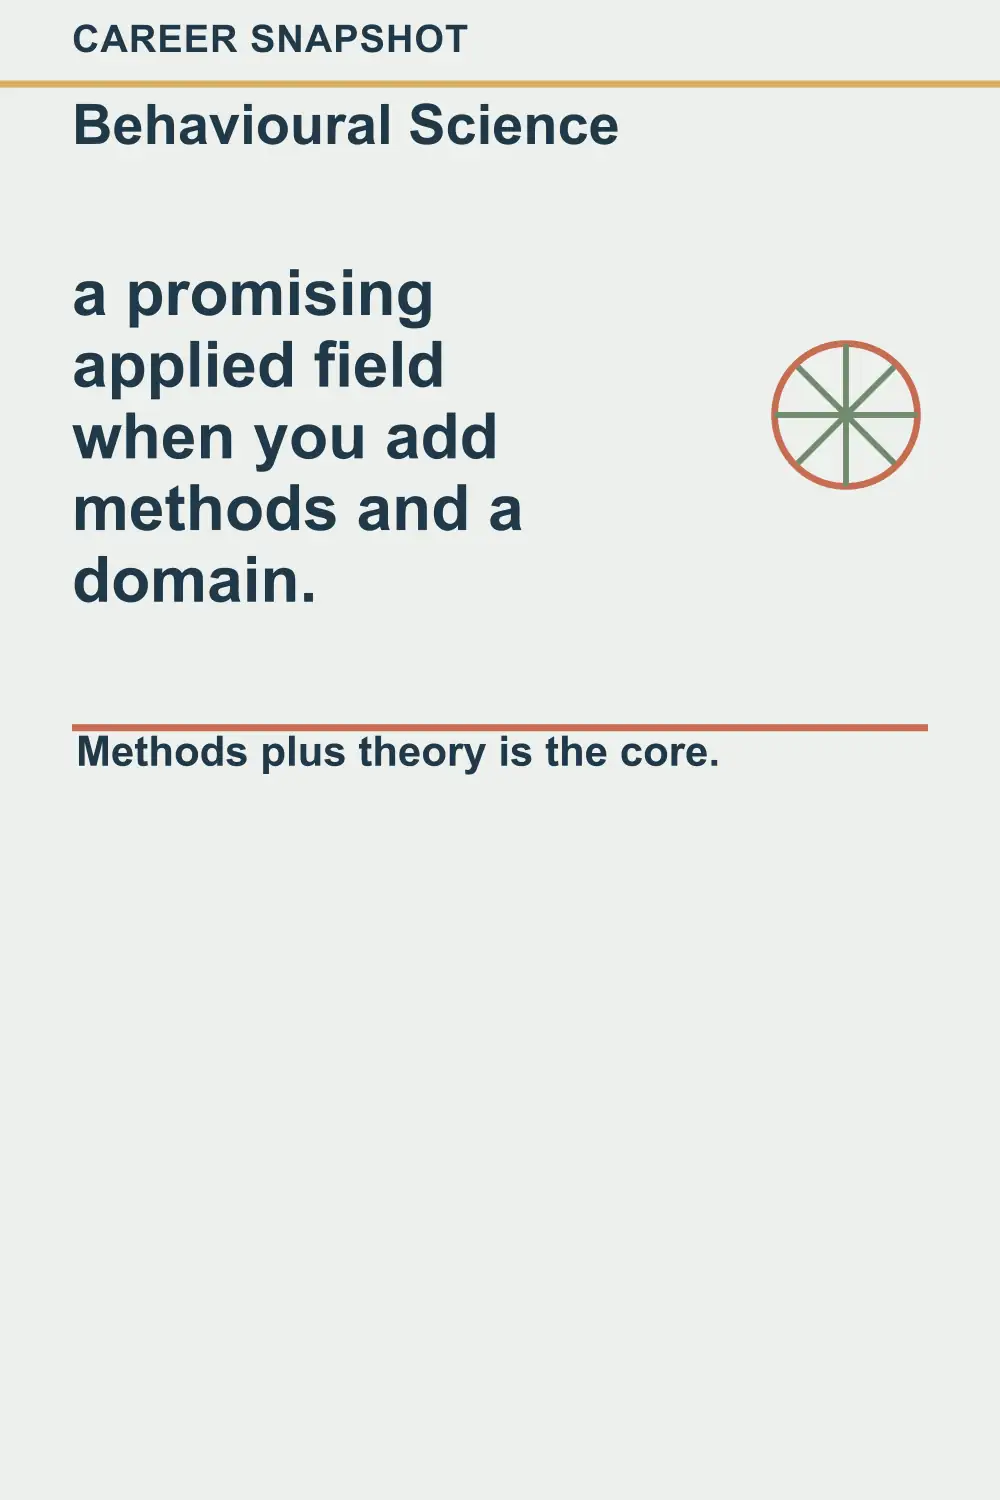 CAREER SNAPSHOT
Behavioural Science
a promising
applied field
when you add
methods and a
domain.
Methods plus theory is the core.